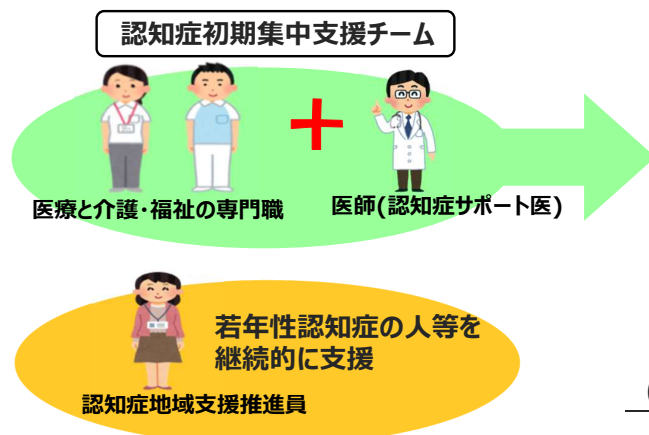 認知症初期集中支援チーム
医療と介護・福祉の専門職
医師(認知症サポート医)
若年性認知症の人等を
継続的に支援
認知症地域支援推進員